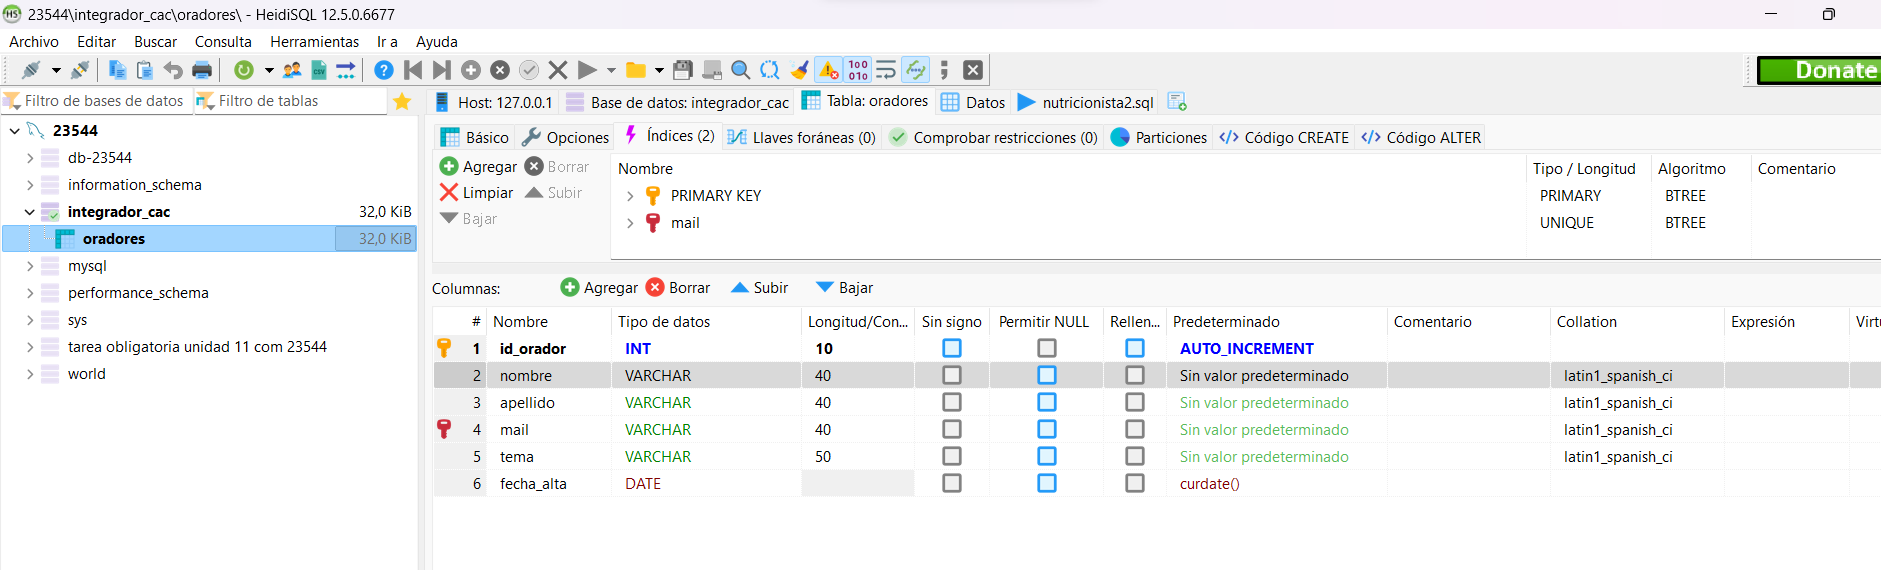 23544\integrador_cac\oradores\ - HeidiSQL 12.5.0.6677
Archivo Editar Buscar Consulta Herramientas Ir a Ayuda
Donate
Filtro de bases de datos Filtro de tablas
Host: 127.0.0.1 Base de datos: integrador_cac Tabla: oradores Datos nutricionista2.sql
23544
db-23544
information_schema
integrador_cac 32,0 KiB
oradores 32,0 KiB
mysql
performance_schema
sys
tarea obligatoria unidad 11 com 23544
world
Básico Opciones Índices (2) Llaves foráneas (0) Comprobar restricciones (0) Particiones Código CREATE Código ALTER
Agregar Borrar
Limpiar Subir
Bajar
Nombre Tipo / Longitud Algoritmo Comentario
PRIMARY KEY PRIMARY BTREE
mail UNIQUE BTREE
Columnas: Agregar Borrar Subir Bajar
# Nombre Tipo de datos Longitud/Con... Sin signo Permitir NULL Rellen... Predeterminado Comentario Collation Expresión Virtu
1 id_orador INT 10 AUTO_INCREMENT
2 nombre VARCHAR 40 Sin valor predeterminado latin1_spanish_ci
3 apellido VARCHAR 40 Sin valor predeterminado latin1_spanish_ci
4 mail VARCHAR 40 Sin valor predeterminado latin1_spanish_ci
5 tema VARCHAR 50 Sin valor predeterminado latin1_spanish_ci
6 fecha_alta DATE curdate()